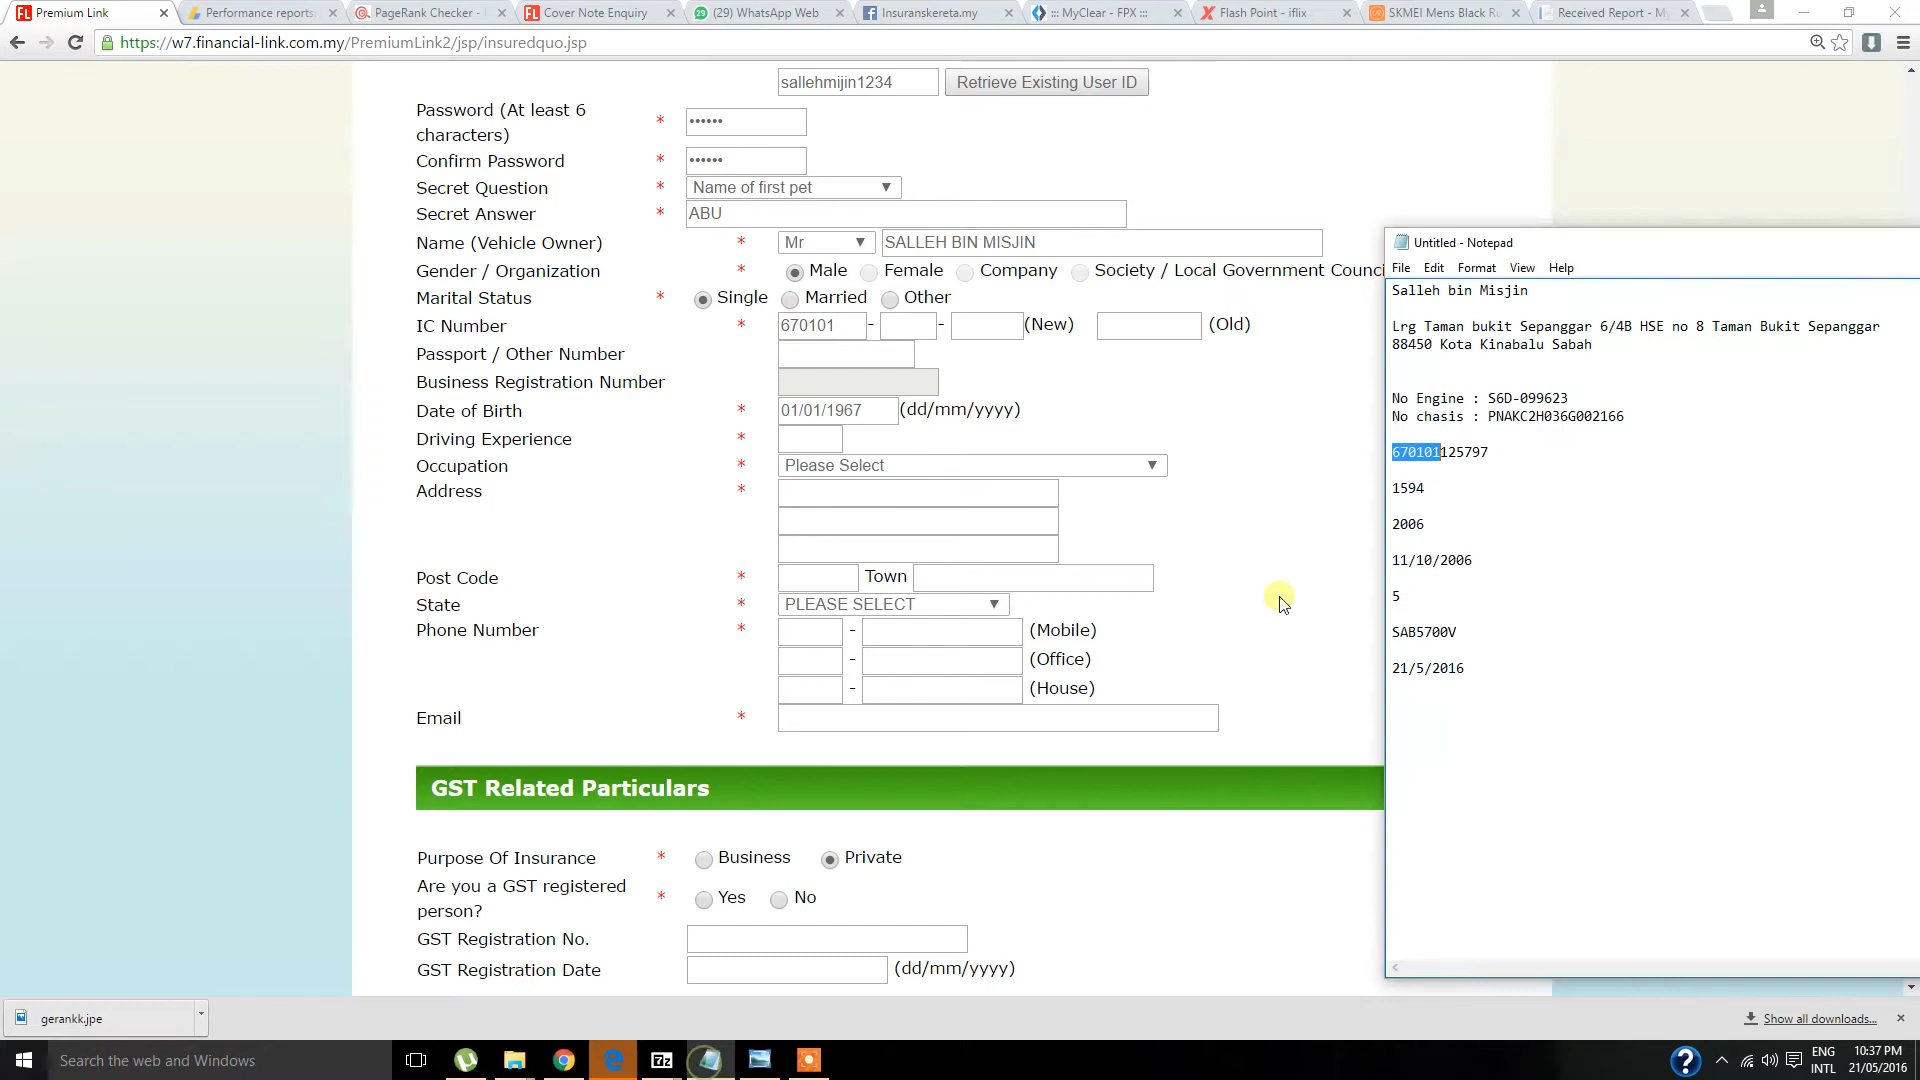 Premium Link
Performance reports:
PageRank Checker -
Cover Note Enquiry
(29) WhatsApp Web
Insuranskereta.my
::: MyClear - FPX :::
Flash Point - iflix
SKMEI Mens Black Ru
Received Report - My
https://w7.financial-link.com.my/PremiumLink2/jsp/insuredquo.jsp
sallehmijin1234 Retrieve Existing User ID
Password (At least 6
characters) * ••••••
Confirm Password * ••••••
Secret Question * Name of first pet
Secret Answer * ABU
Name (Vehicle Owner) * Mr SALLEH BIN MISJIN
Gender / Organization * Male Female Company Society / Local Government Counci
Marital Status * Single Married Other
IC Number * 670101 - - (New) (Old)
Passport / Other Number
Business Registration Number
Date of Birth * 01/01/1967 (dd/mm/yyyy)
Driving Experience *
Occupation * Please Select
Address *
Post Code * Town
State * PLEASE SELECT
Phone Number * - (Mobile)
- (Office)
- (House)
Email *
GST Related Particulars
Purpose Of Insurance * Business Private
Are you a GST registered
person? * Yes No
GST Registration No.
GST Registration Date (dd/mm/yyyy)
Untitled - Notepad
File Edit Format View Help
Salleh bin Misjin
Lrg Taman bukit Sepanggar 6/4B HSE no 8 Taman Bukit Sepanggar
88450 Kota Kinabalu Sabah
No Engine : S6D-099623
No chasis : PNAKC2H036G002166
670101125797
1594
2006
11/10/2006
5
SAB5700V
21/5/2016
gerankk.jpe
Show all downloads...
Search the web and Windows
7z
ENG
INTL
10:37 PM
21/05/2016